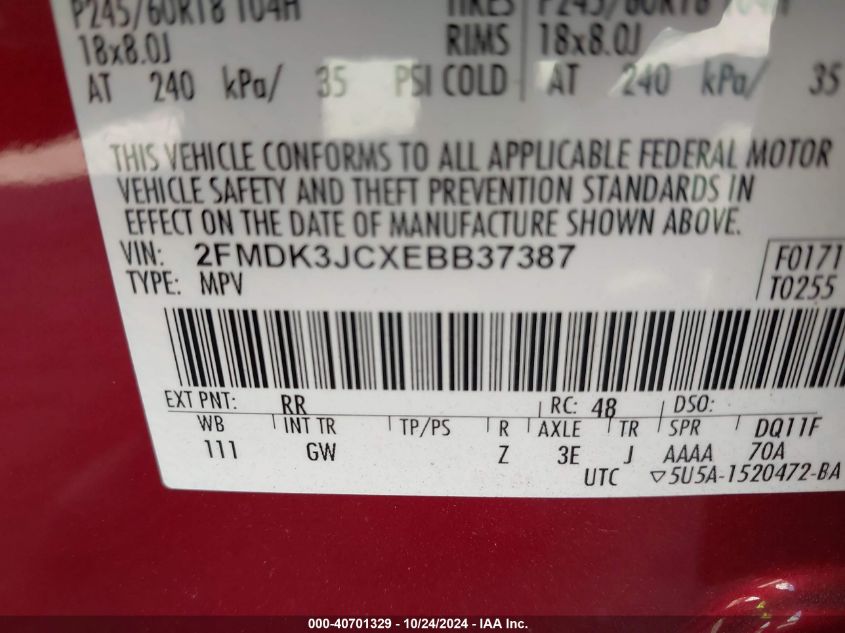 P245/60R18 104H TIRES P245/60R18 104H
18x8.0J RIMS 18x8.0J
AT 240 kPa/ 35 PSI COLD AT 240 kPa/ 35
THIS VEHICLE CONFORMS TO ALL APPLICABLE FEDERAL MOTOR
VEHICLE SAFETY AND THEFT PREVENTION STANDARDS IN
EFFECT ON THE DATE OF MANUFACTURE SHOWN ABOVE.
VIN: 2FMDK3JCXEBB37387 F0171
TYPE: MPV T0255
EXT PNT: RR RC: 48 DSO:
WB INT TR TP/PS R AXLE TR SPR DQ11F
111 GW Z 3E J AAAA 70A
UTC ▽5U5A-1520472-BA
000-40701329 - 10/24/2024 - IAA Inc.